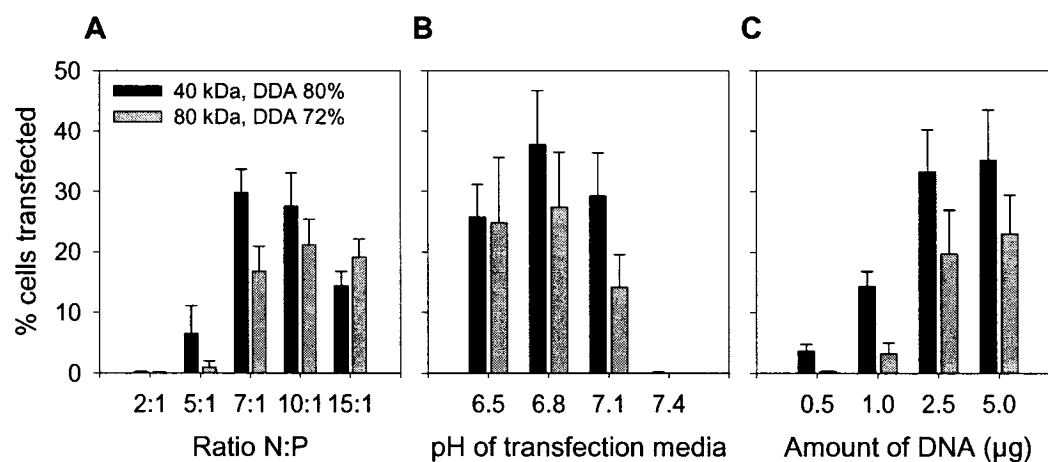 A
B
C
50
40
30
20
10
0
% cells transfected
40 kDa, DDA 80%
80 kDa, DDA 72%
2:1 5:1 7:1 10:1 15:1
6.5 6.8 7.1 7.4
0.5 1.0 2.5 5.0
Ratio N:P
pH of transfection media
Amount of DNA (µg)